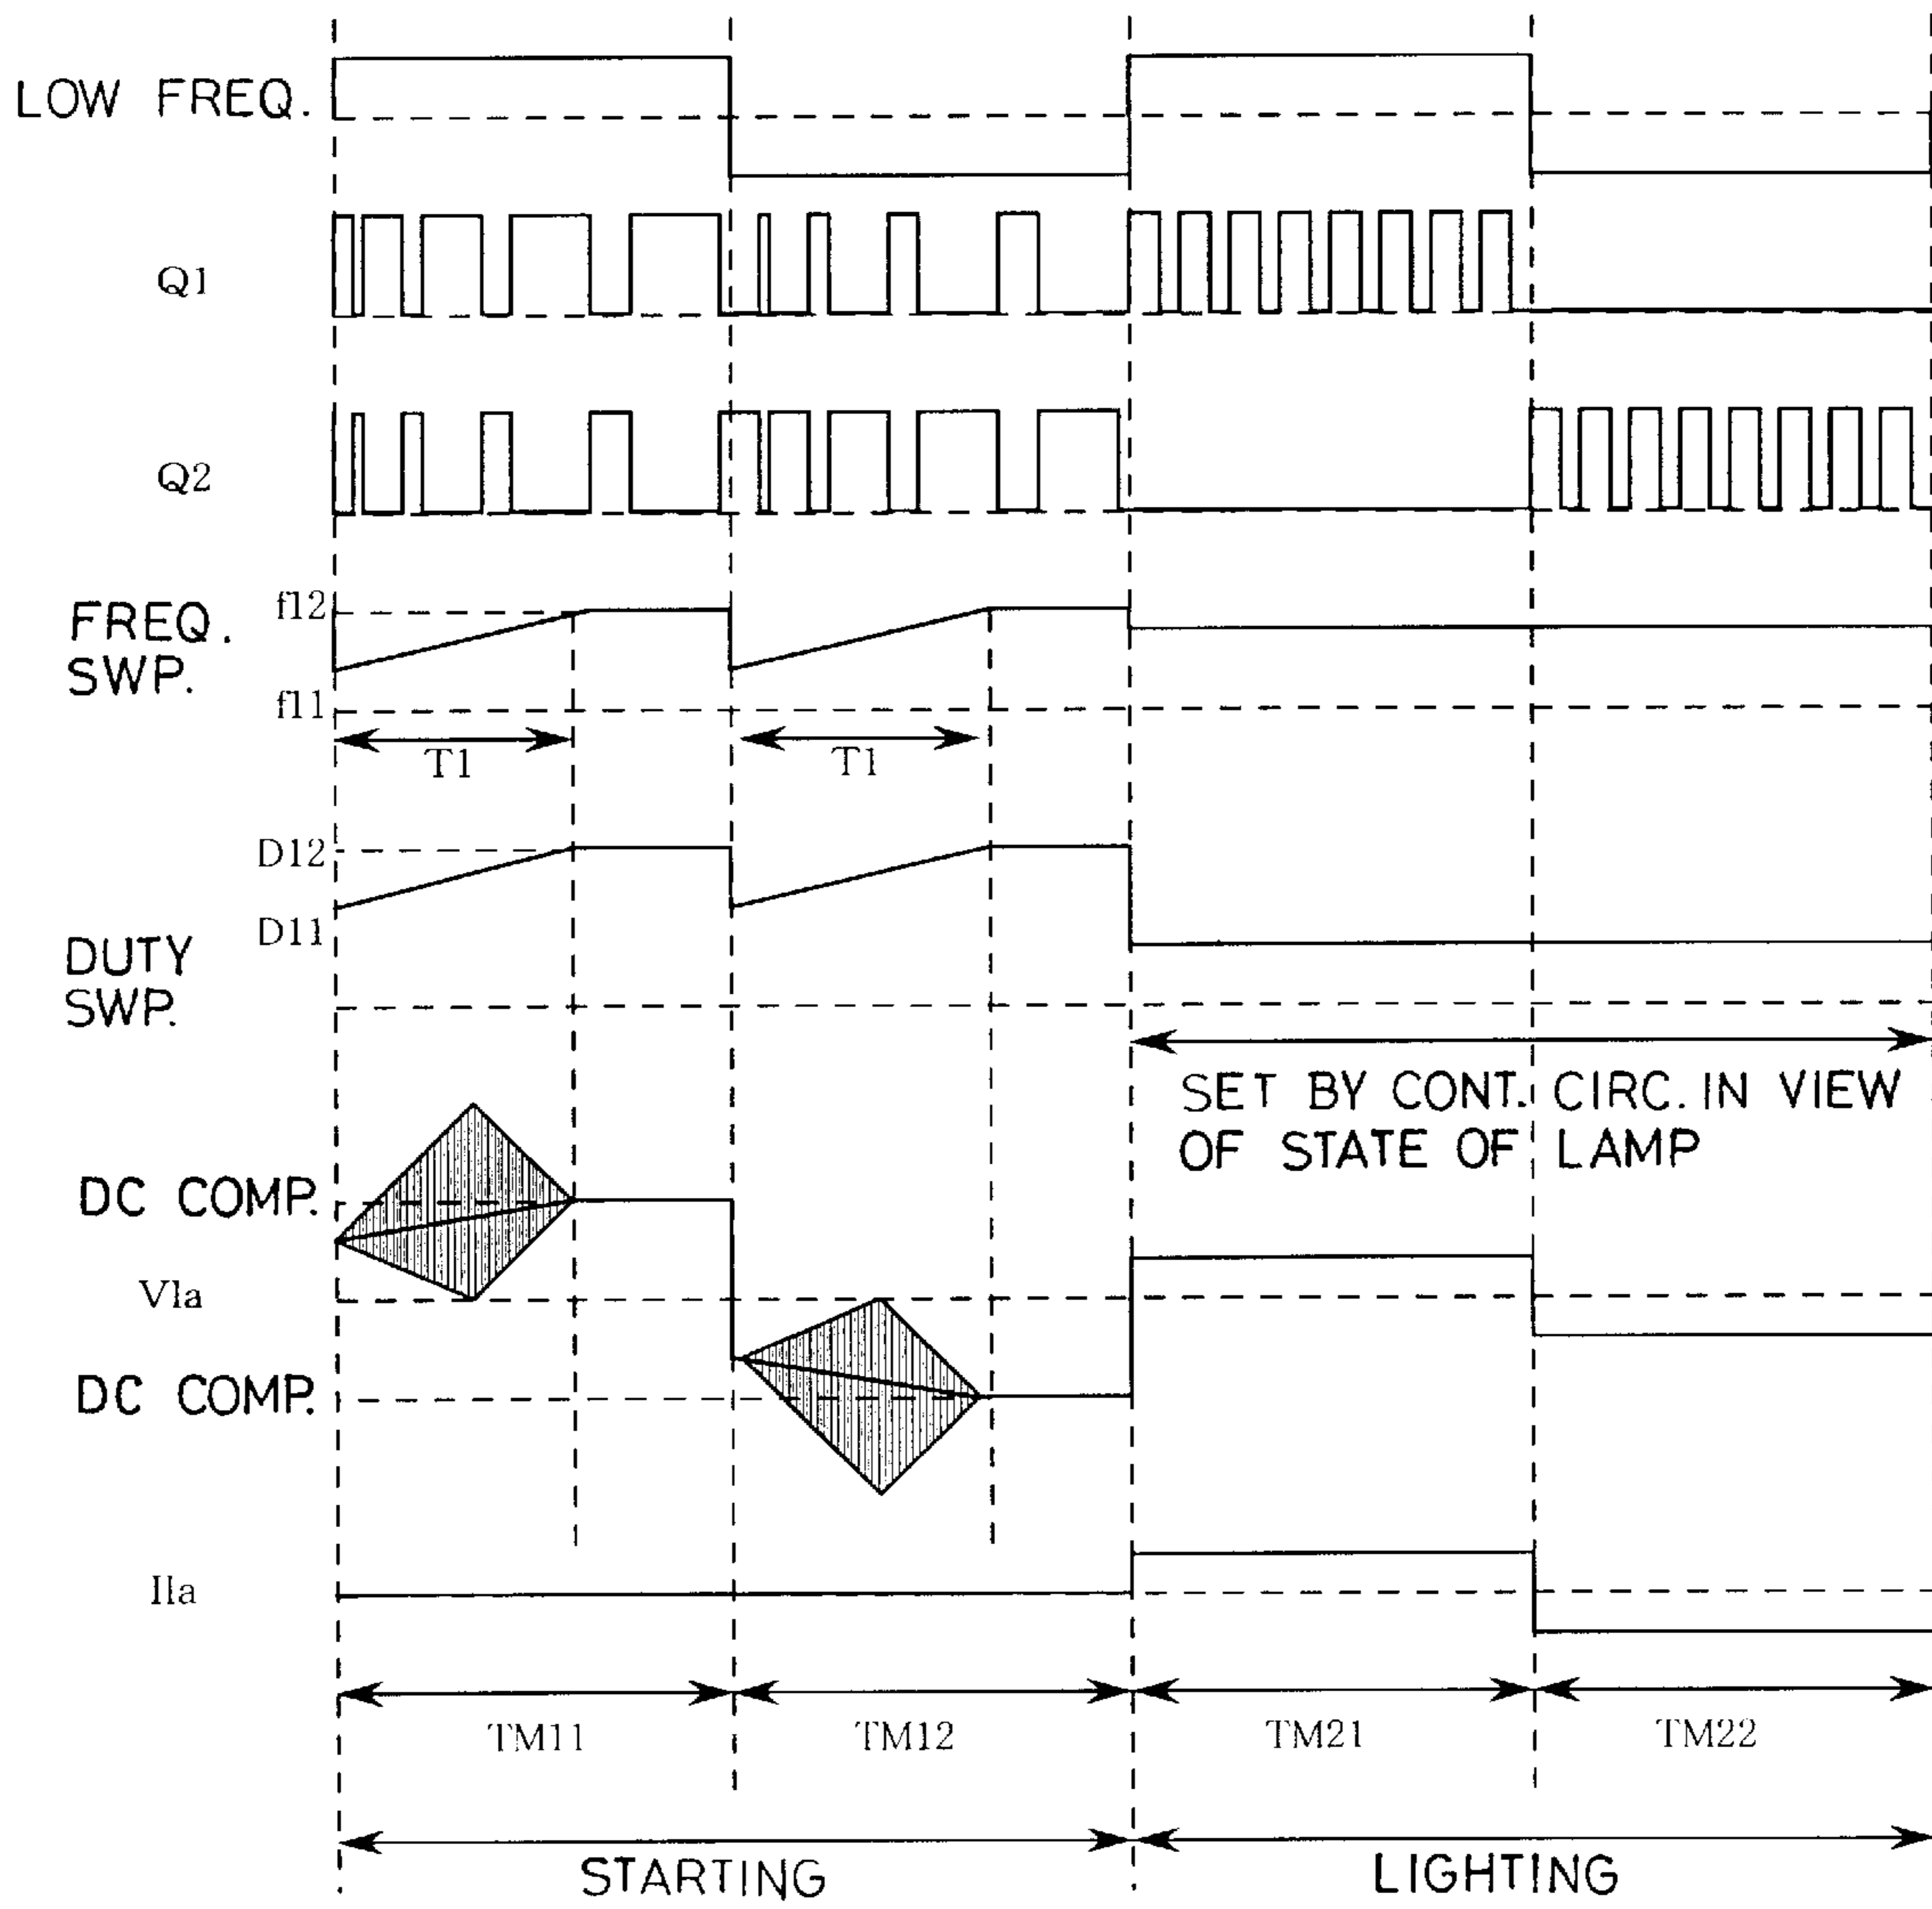 LOW FREQ.
Q1
Q2
FREQ.
SWP.
f12
f11
T1
T1
D12
D11
DUTY
SWP.
SET BY CONT. CIRC. IN VIEW
OF STATE OF LAMP
DC COMP.
Vla
DC COMP.
Ila
TM11
TM12
TM21
TM22
STARTING
LIGHTING